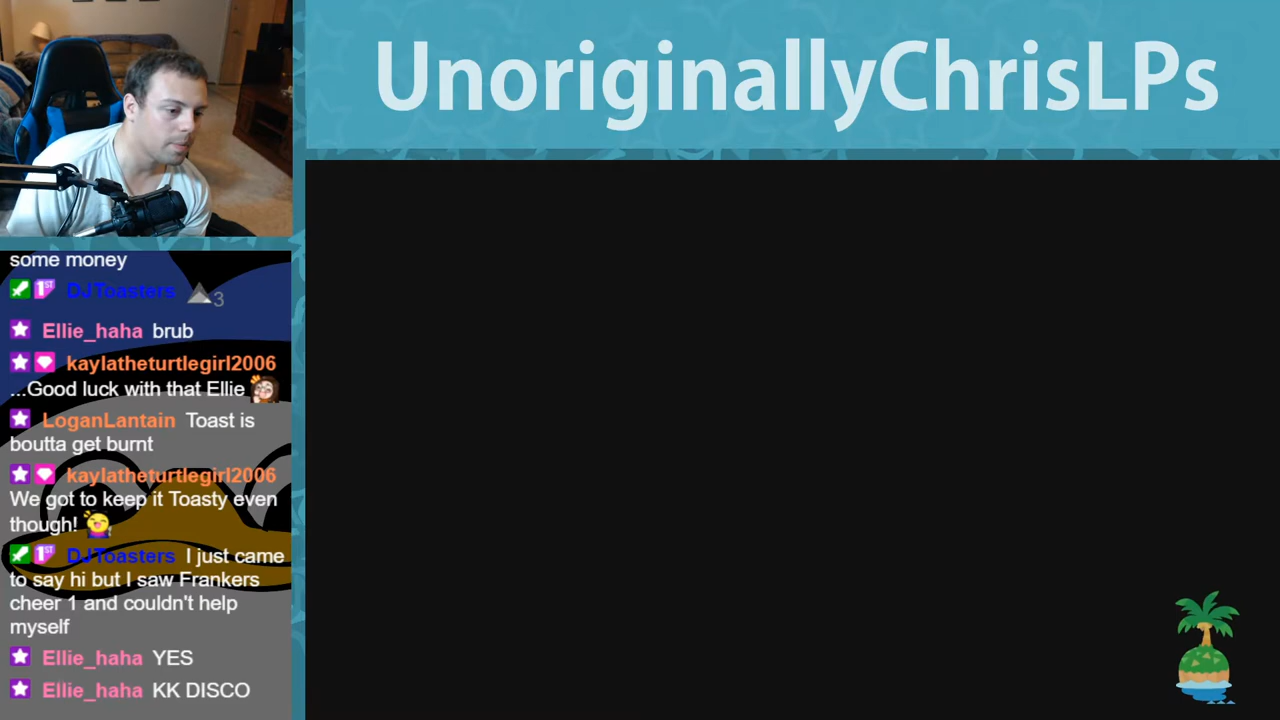 UnoriginallyChrisLPs
some money
DJToasters 3
Ellie_haha brub
kaylatheturtlegirl2006
...Good luck with that Ellie
LoganLantain Toast is
boutta get burnt
kaylatheturtlegirl2006
We got to keep it Toasty even
though!
DJToasters I just came
to say hi but I saw Frankers
cheer 1 and couldn't help
myself
Ellie_haha YES
Ellie_haha KK DISCO